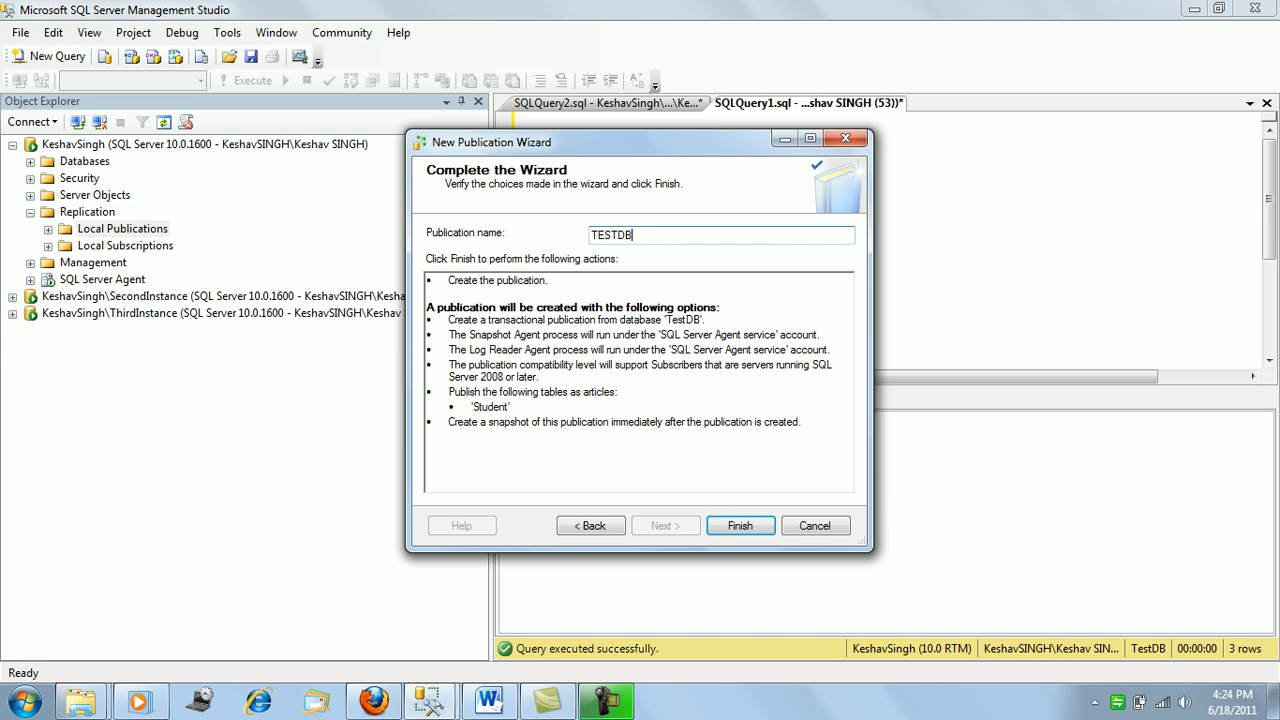 Microsoft SQL Server Management Studio
File Edit View Project Debug Tools Window Community Help
New Query
Execute
Object Explorer
SQLQuery2.sql - KeshavSingh\...\Ke...* SQLQuery1.sql - ...shav SINGH (53))*
Connect
KeshavSingh (SQL Server 10.0.1600 - KeshavSINGH\Keshav SINGH)
Databases
Security
Server Objects
Replication
Local Publications
Local Subscriptions
Management
SQL Server Agent
KeshavSingh\SecondInstance (SQL Server 10.0.1600 - KeshavSINGH\Kesha
KeshavSingh\ThirdInstance (SQL Server 10.0.1600 - KeshavSINGH\Keshav
New Publication Wizard
Complete the Wizard
Verify the choices made in the wizard and click Finish.
Publication name: TESTDB
Click Finish to perform the following actions:
• Create the publication.
A publication will be created with the following options:
• Create a transactional publication from database 'TestDB'.
• The Snapshot Agent process will run under the 'SQL Server Agent service' account.
• The Log Reader Agent process will run under the 'SQL Server Agent service' account.
• The publication compatibility level will support Subscribers that are servers running SQL
Server 2008 or later.
• Publish the following tables as articles:
• 'Student'
• Create a snapshot of this publication immediately after the publication is created.
Help < Back Next > Finish Cancel
Query executed successfully. KeshavSingh (10.0 RTM) KeshavSINGH\Keshav SIN... TestDB 00:00:00 3 rows
Ready
4:24 PM
6/18/2011